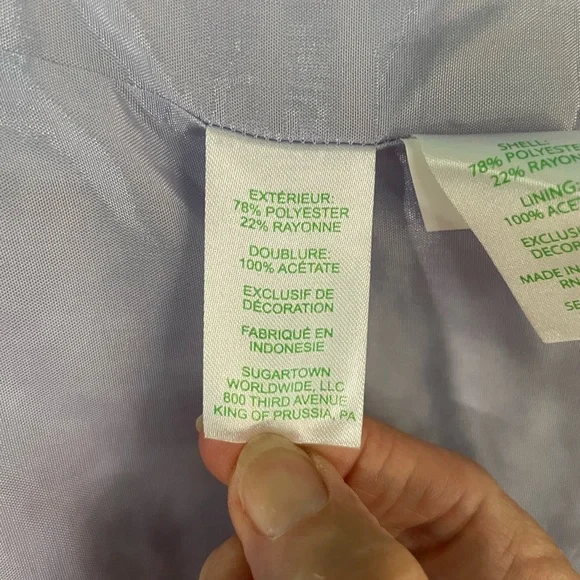 EXTÉRIEUR:
78% POLYESTER
22% RAYONNE
DOUBLURE:
100% ACÉTATE
EXCLUSIF DE
DÉCORATION
FABRIQUÉ EN
INDONESIE
SUGARTOWN
WORLDWIDE, LLC
800 THIRD AVENUE
KING OF PRUSSIA, PA
SHELL:
78% POLYESTER
22% RAYON
LINING:
100% ACET
EXCLUSI
DECOR
MADE IN
RN
SE